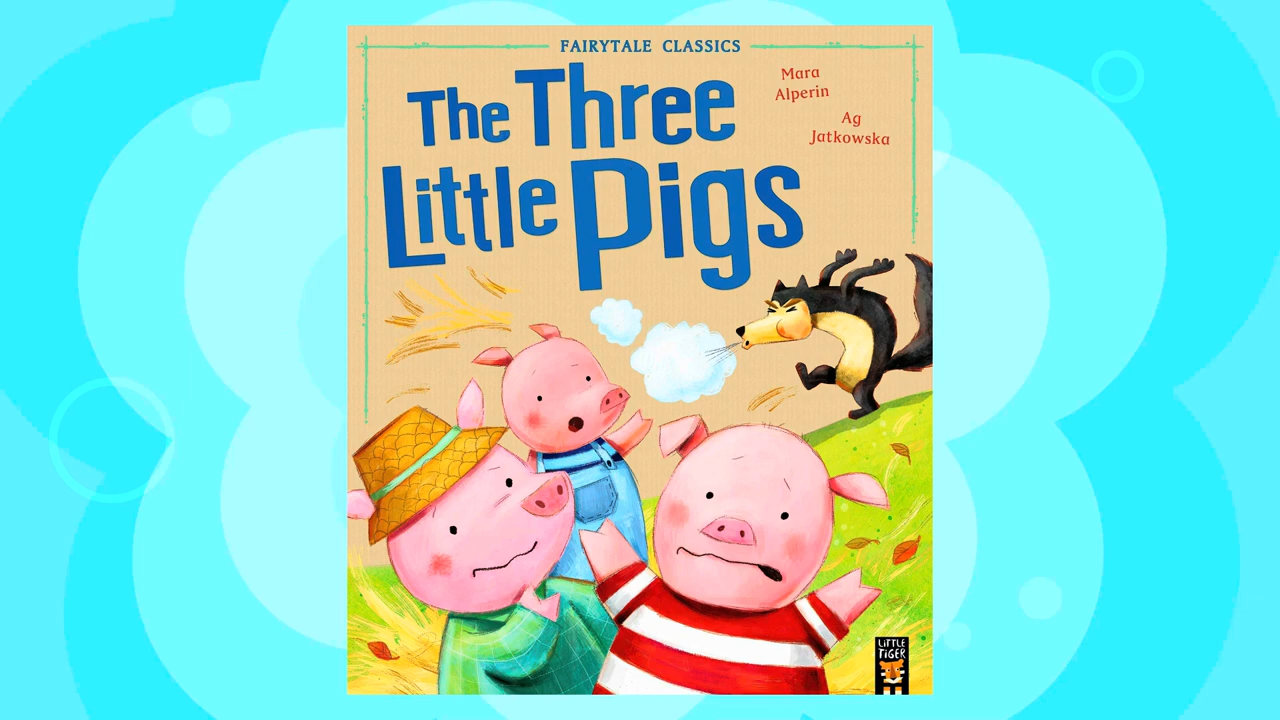 FAIRYTALE CLASSICS
The Three
Little Pigs
Mara
Alperin
Ag
Jatkowska
LITTLE
TIGER